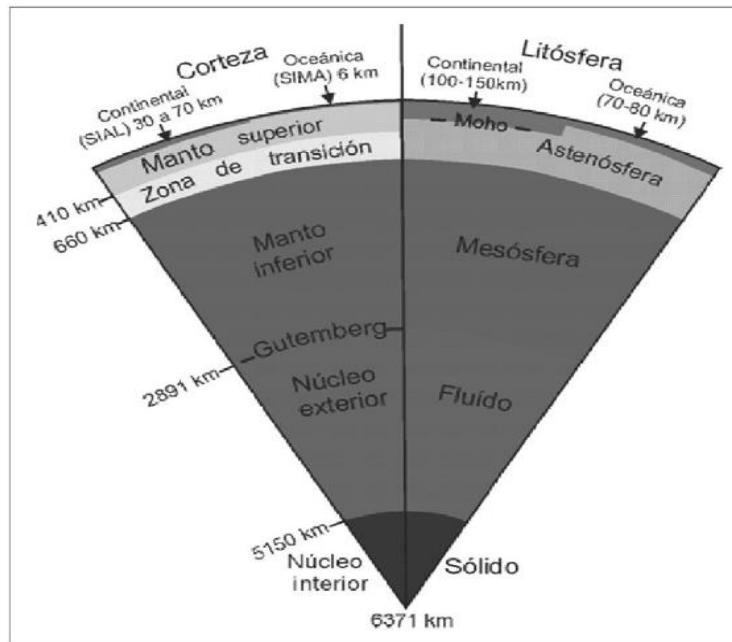 Corteza
Oceánica
(SIMA) 6 km
Continental
(SIAL) 30 a 70 km
Manto superior
Zona de transición
410 km
660 km
Manto
inferior
Gutemberg
2891 km
Núcleo
exterior
5150 km
Núcleo
interior
6371 km
Litósfera
Continental
(100-150km)
Oceánica
(70-80 km)
Moho
Astenósfera
Mesósfera
Fluído
Sólido